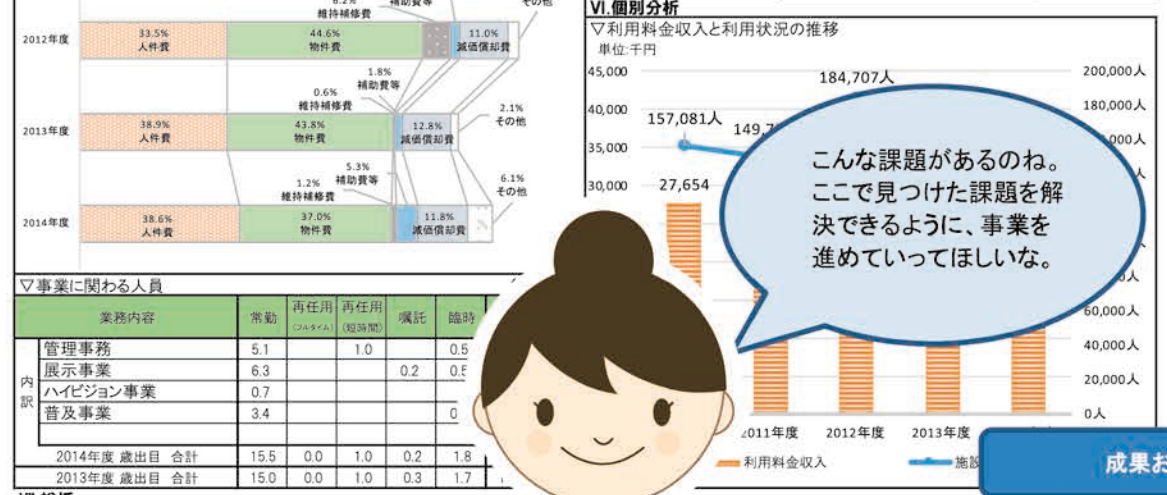 6.2%
維持補修費
補助費等
その他
2012年度
33.5%
人件費
44.6%
物件費
11.0%
減価償却費
0.6%
維持補修費
1.8%
補助費等
2013年度
38.9%
人件費
43.8%
物件費
12.8%
減価償却費
2.1%
その他
1.2%
維持補修費
5.3%
補助費等
2014年度
38.6%
人件費
37.0%
物件費
11.8%
減価償却費
6.1%
その他
▽事業に関わる人員
業務内容 常勤 再任用(フルタイム) 再任用(短時間) 嘱託 臨時
内訳
管理事務 5.1 1.0 0.5
展示事業 6.3 0.2
ハイビジョン事業 0.7
普及事業 3.4
2014年度 歳出目 合計 15.5 0.0 1.0 0.2 1.8
2013年度 歳出目 合計 15.0 0.0 1.0 0.3 1.7
Ⅵ.個別分析
▽利用料金収入と利用状況の推移
単位:千円
45,000
40,000
35,000
30,000
157,081人
184,707人
27,654
200,000人
180,000人
60,000人
40,000人
20,000人
0人
こんな課題があるのね。
ここで見つけた課題を解
決できるように、事業を
進めていってほしいな。
2012年度
2013年度
利用料金収入
施設
成果